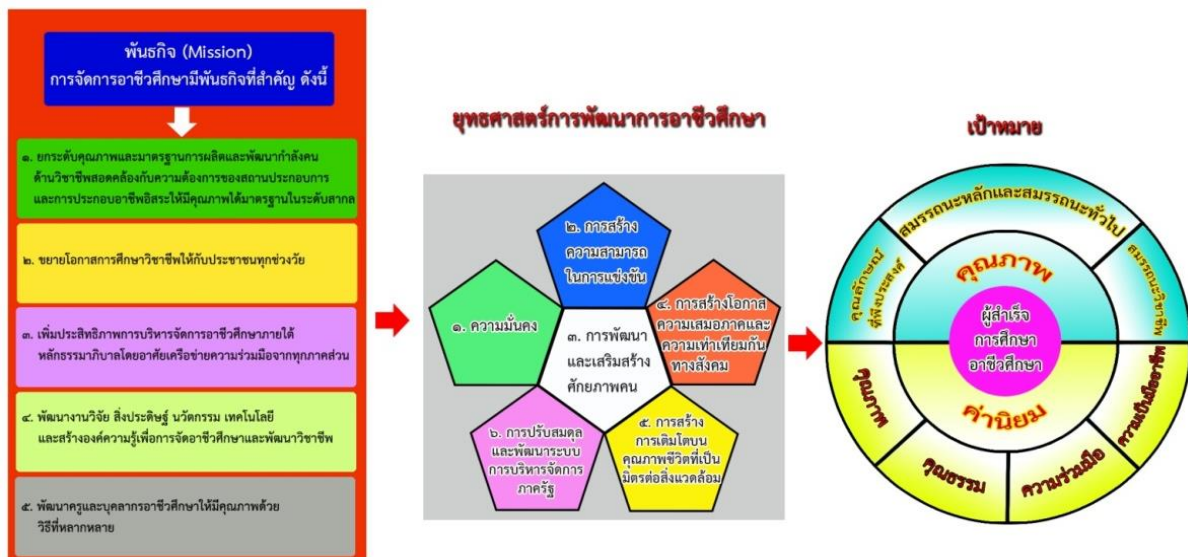 พันธกิจ (Mission)
การจัดการอาชีวศึกษามีพันธกิจที่สำคัญ ดังนี้
๑. ยกระดับคุณภาพและมาตรฐานการผลิตและพัฒนากำลังคน
ด้านวิชาชีพสอดคล้องกับความต้องการของสถานประกอบการ
และการประกอบอาชีพอิสระให้มีคุณภาพได้มาตรฐานในระดับสากล
๒. ขยายโอกาสการศึกษาวิชาชีพให้กับประชาชนทุกช่วงวัย
๓. เพิ่มประสิทธิภาพการบริหารจัดการอาชีวศึกษาภายใต้
หลักธรรมาภิบาลโดยอาศัยเครือข่ายความร่วมมือจากทุกภาคส่วน
๔. พัฒนางานวิจัย สิ่งประดิษฐ์ นวัตกรรม เทคโนโลยี
และสร้างองค์ความรู้เพื่อการจัดอาชีวศึกษาและพัฒนาวิชาชีพ
๕. พัฒนาครูและบุคลากรอาชีวศึกษาให้มีคุณภาพด้วย
วิธีที่หลากหลาย
ยุทธศาสตร์การพัฒนาการอาชีวศึกษา
๑. ความมั่นคง
๒. การสร้าง
ความสามารถ
ในการแข่งขัน
๓. การพัฒนา
และเสริมสร้าง
ศักยภาพคน
๔. การสร้างโอกาส
ความเสมอภาคและ
ความเท่าเทียมกัน
ทางสังคม
๕. การสร้าง
การเติมโตบน
คุณภาพชีวิตที่เป็น
มิตรต่อสิ่งแวดล้อม
๖. การปรับสมดุล
และพัฒนาระบบ
การบริหารจัดการ
ภาครัฐ
เป้าหมาย
คุณลักษณ์
ที่พึงประสงค์
สมรรถนะหลักและสมรรถนะทั่วไป
สมรรถนะวิชาชีพ
คุณภาพ
ผู้สำเร็จ
การศึกษา
อาชีวศึกษา
ค่านิยม
คุณภาพ
คุณธรรม
ความร่วมมือ
ความเป็นมืออาชีพ